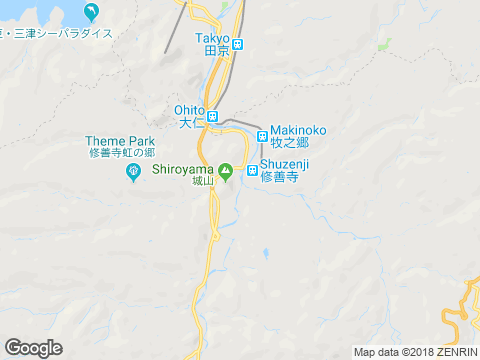 Takyo
田京
三津シーパラダイス
Ohito
大仁
Makinoko
牧之郷
Theme Park
修善寺虹の郷
Shiroyama
城山
Shuzenji
修善寺
Google
Map data ©2018 ZENRIN